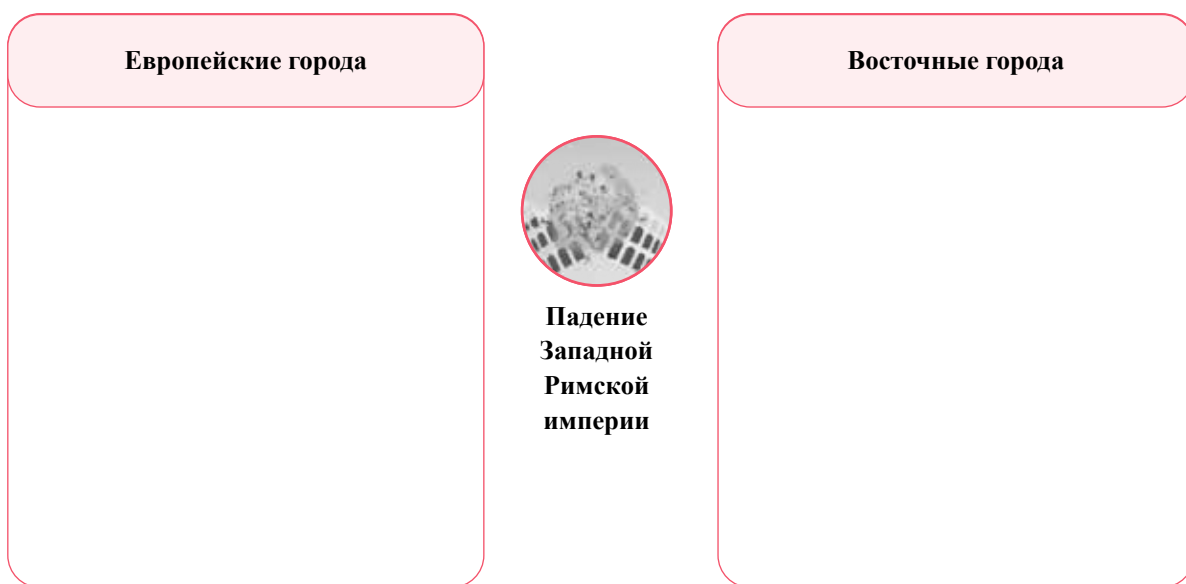 Европейские города
Восточные города
Падение
Западной
Римской
империи